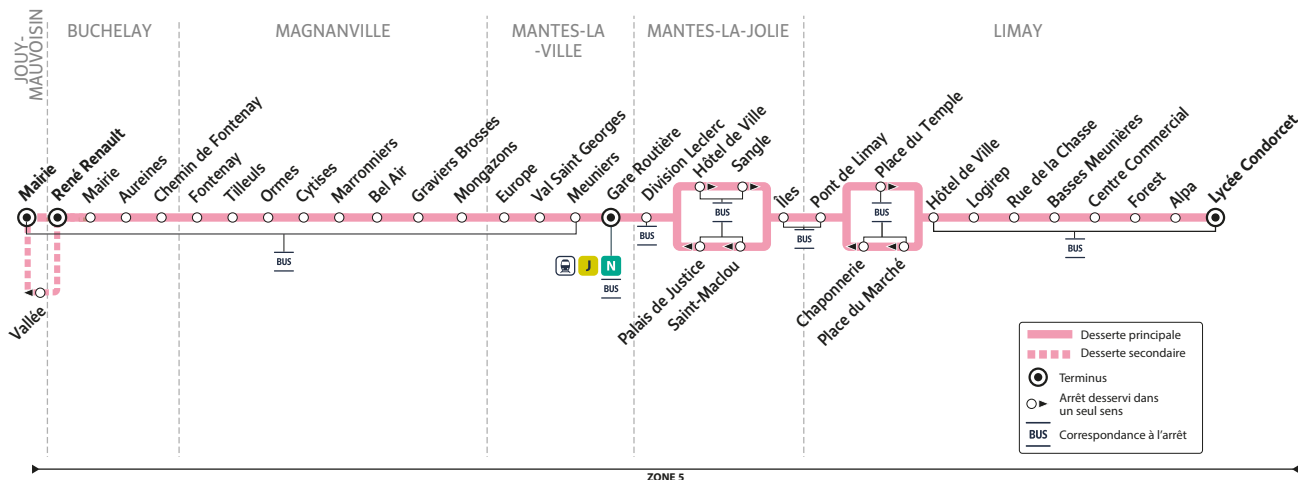 JOUY-
MAUVOISIN
BUCHELAY
MAGNANVILLE
MANTES-LA
-VILLE
MANTES-LA-JOLIE
LIMAY
Mairie
René Renault
Mairie
Aureines
Chemin de Fontenay
Fontenay
Tilleuls
Ormes
Cytises
Marronniers
Bel Air
Graviers Brosses
Mongazons
Europe
Val Saint Georges
Meuniers
Gare Routière
Division Leclerc
Hôtel de Ville
Sangle
Îles
Pont de Limay
Place du Temple
Hôtel de Ville
Logirep
Rue de la Chasse
Basses Meunières
Centre Commercial
Forest
Alpa
Lycée Condorcet
BUS
BUS
BUS
BUS
BUS
BUS
BUS
J
N
BUS
Vallée
Palais de Justice
Saint-Maclou
Chaponnerie
Place du Marché
Desserte principale
Desserte secondaire
Terminus
Arrêt desservi dans
un seul sens
BUS
Correspondance à l'arrêt
ZONE 5